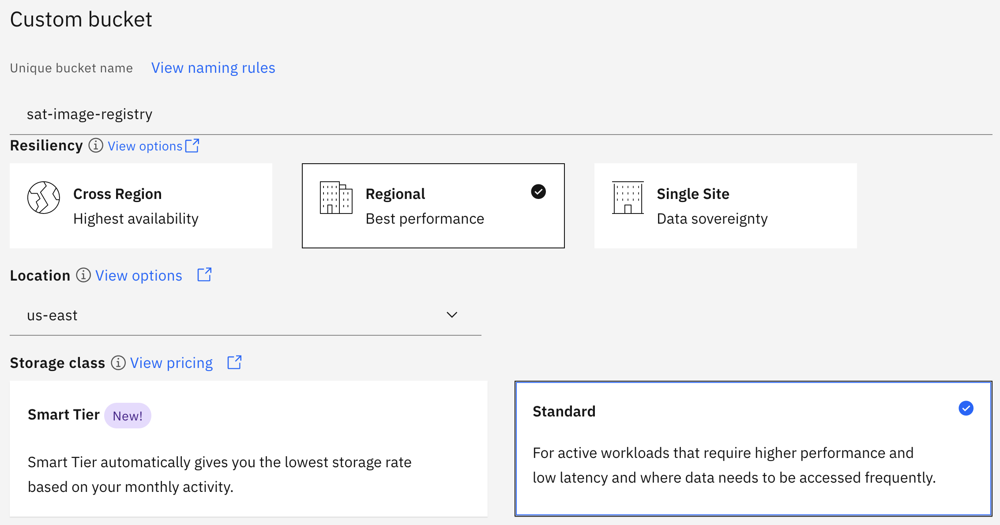 Custom bucket
Unique bucket name View naming rules
sat-image-registry
Resiliency View options
Cross Region
Highest availability
Regional
Best performance
Single Site
Data sovereignty
Location View options
us-east
Storage class View pricing
Smart Tier New!
Smart Tier automatically gives you the lowest storage rate
based on your monthly activity.
Standard
For active workloads that require higher performance and
low latency and where data needs to be accessed frequently.